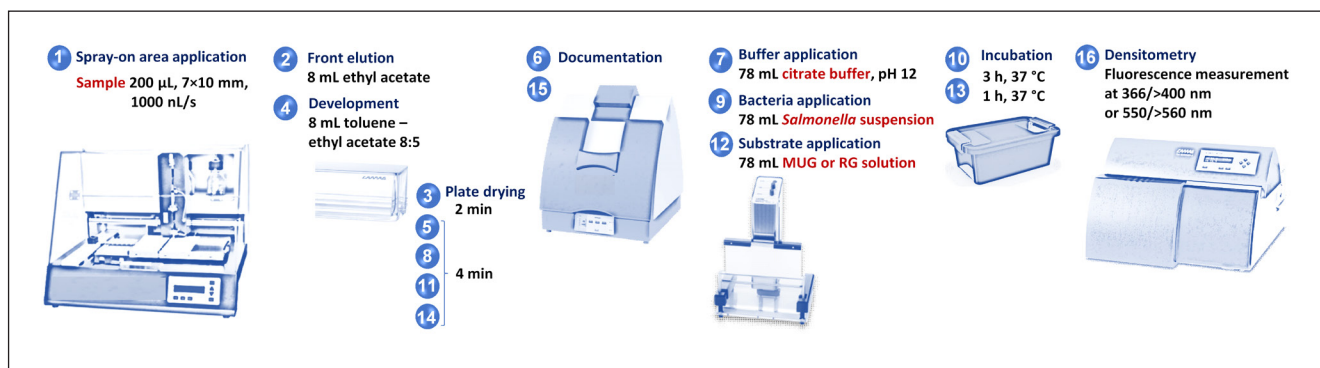 1 Spray-on area application
Sample 200 µL, 7×10 mm,
1000 nL/s
2 Front elution
8 mL ethyl acetate
4 Development
8 mL toluene –
ethyl acetate 8:5
3 Plate drying
2 min
5
8
11
14
4 min
6 Documentation
15
7 Buffer application
78 mL citrate buffer, pH 12
9 Bacteria application
78 mL Salmonella suspension
12 Substrate application
78 mL MUG or RG solution
10 Incubation
3 h, 37 °C
13 1 h, 37 °C
16 Densitometry
Fluorescence measurement
at 366/>400 nm
or 550/>560 nm